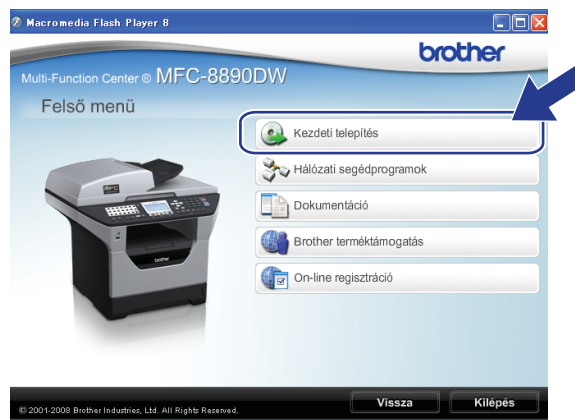 Macromedia Flash Player 8
brother
Multi-Function Center ® MFC-8890DW
Felső menü
Kezdeti telepítés
Hálózati segédprogramok
Dokumentáció
Brother terméktámogatás
On-line regisztráció
brother
© 2001-2008 Brother Industries, Ltd. All Rights Reserved.
Vissza
Kilépés